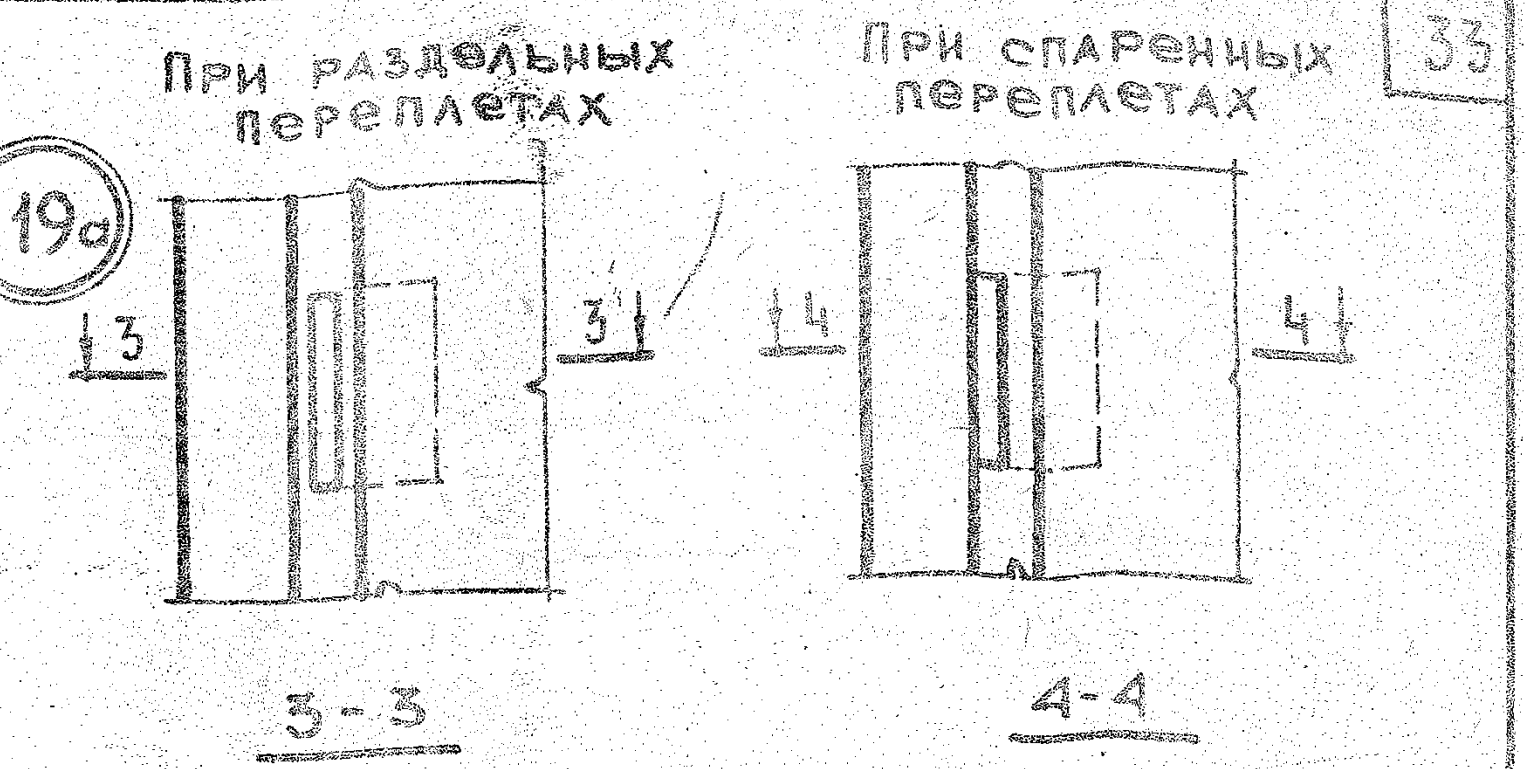 При раздельных
переплетах
При спаренных
переплетах
33
19а
3
3
4
4
3-3
4-4